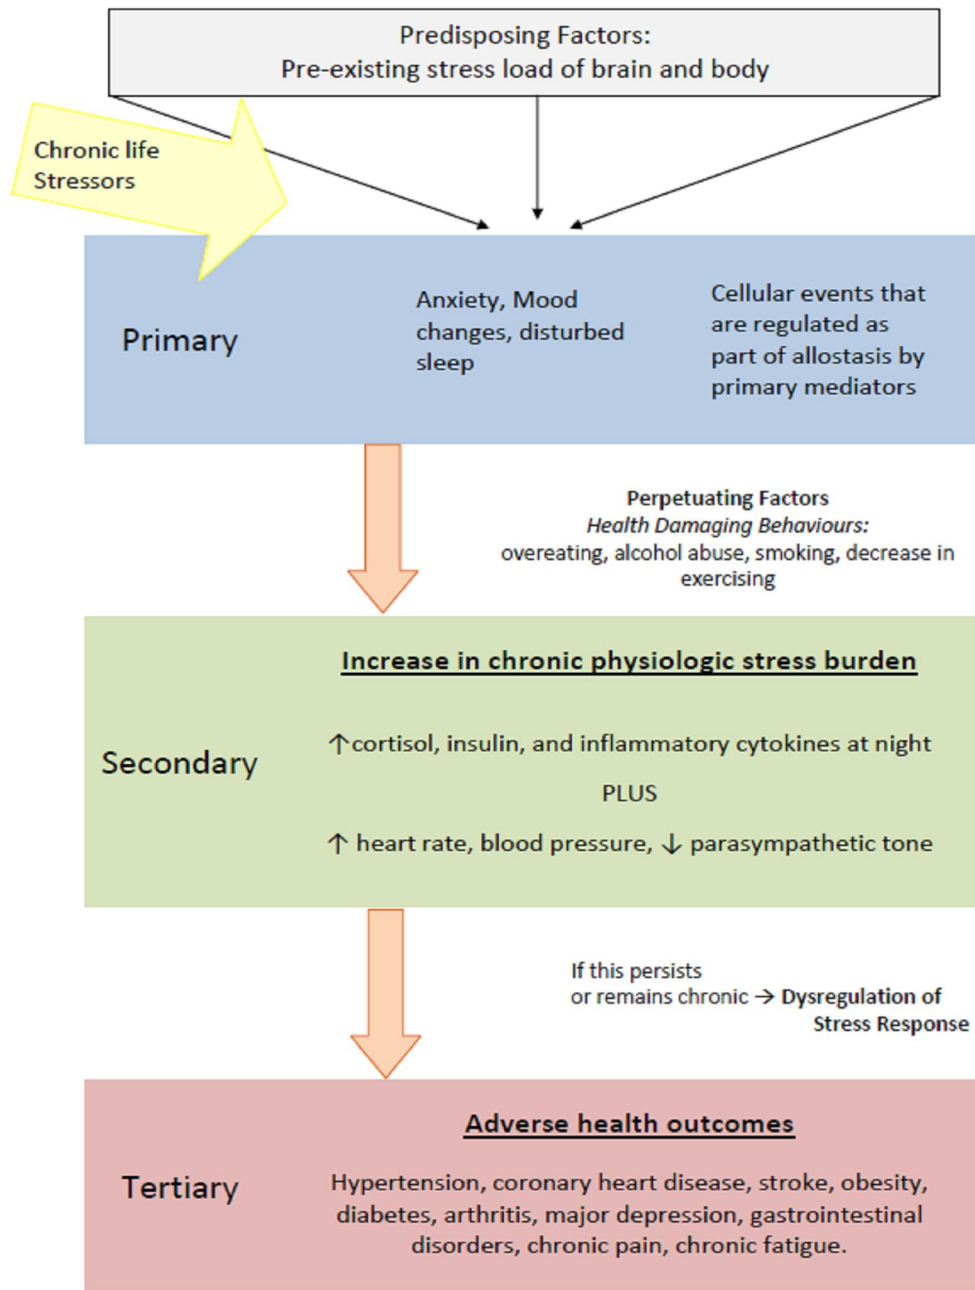 Predisposing Factors:
Pre-existing stress load of brain and body
Chronic life
Stressors
Primary
Anxiety, Mood
changes, disturbed
sleep
Cellular events that
are regulated as
part of allostasis by
primary mediators
Perpetuating Factors
Health Damaging Behaviours:
overeating, alcohol abuse, smoking, decrease in
exercising
Secondary
Increase in chronic physiologic stress burden
↑cortisol, insulin, and inflammatory cytokines at night
PLUS
↑ heart rate, blood pressure, ↓ parasympathetic tone
If this persists
or remains chronic → Dysregulation of
Stress Response
Tertiary
Adverse health outcomes
Hypertension, coronary heart disease, stroke, obesity,
diabetes, arthritis, major depression, gastrointestinal
disorders, chronic pain, chronic fatigue.